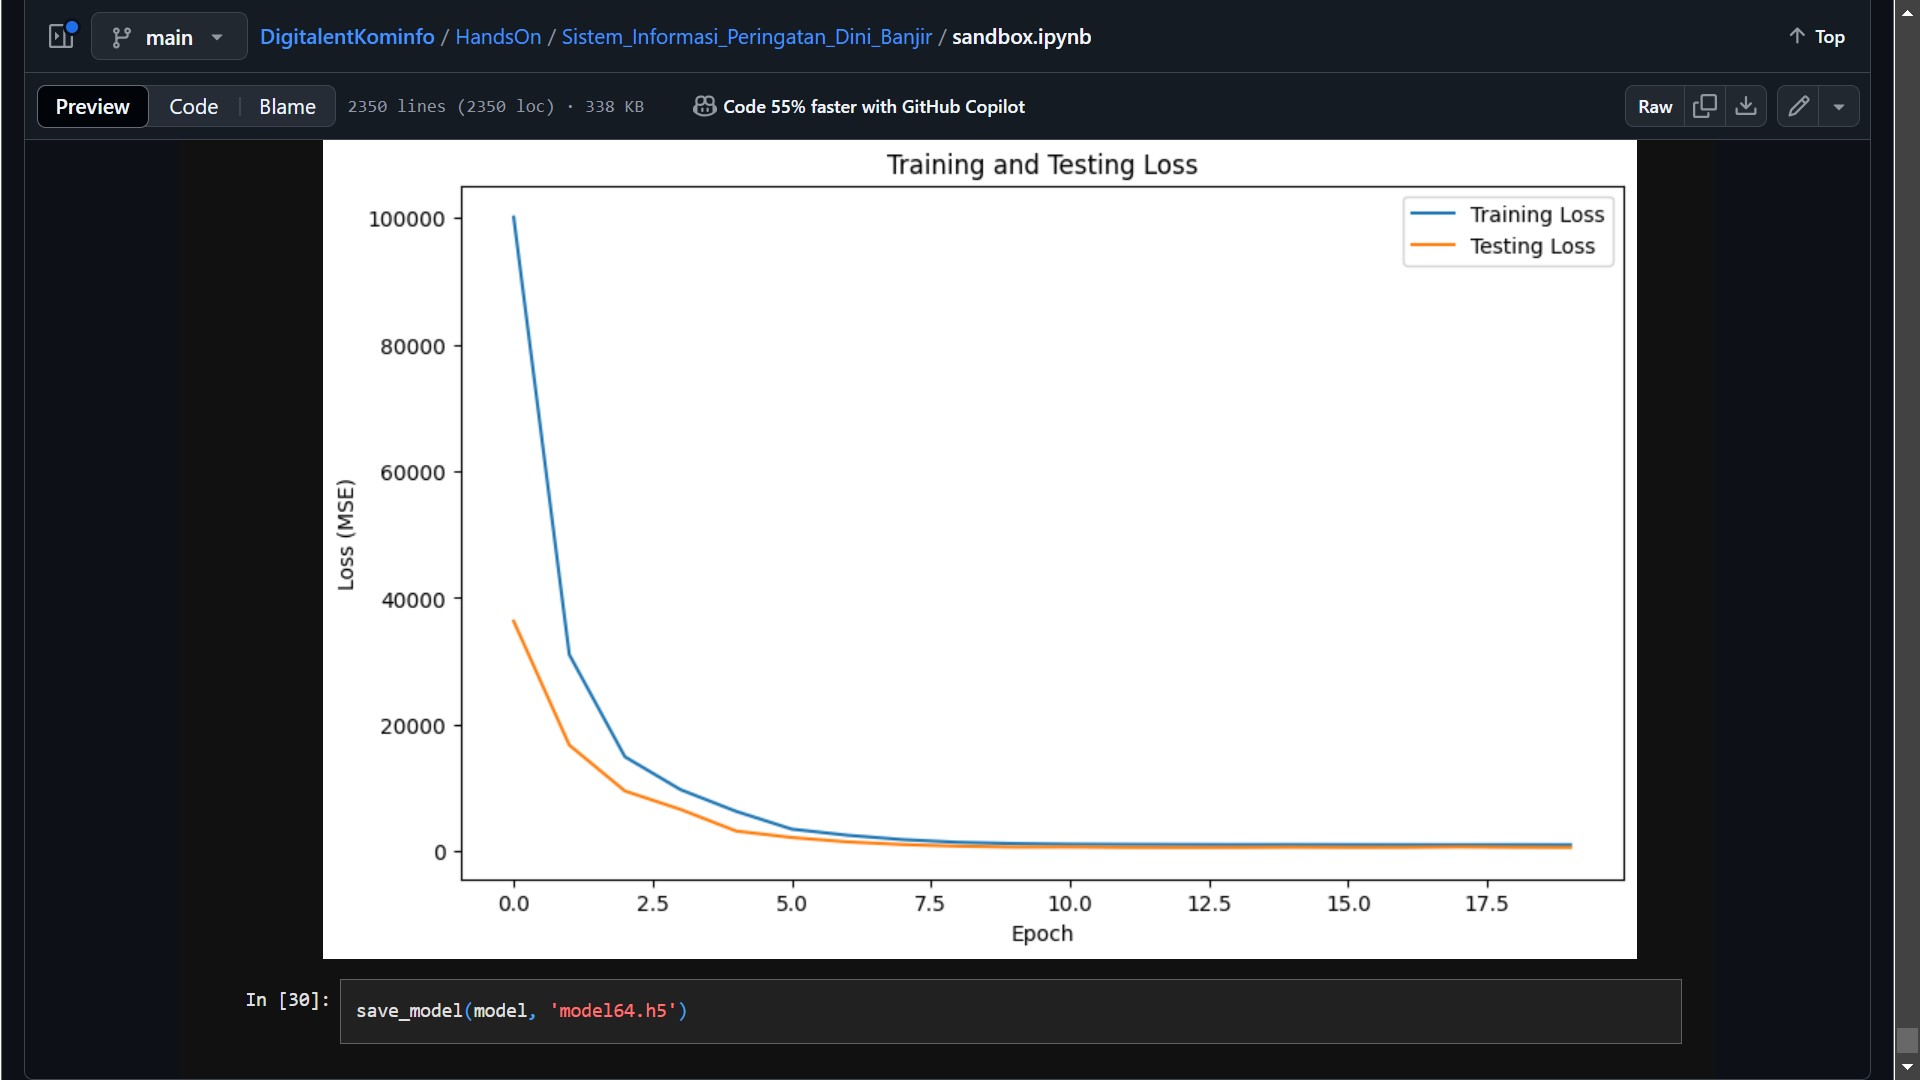 main DigitalentKominfo / HandsOn / Sistem_Informasi_Peringatan_Dini_Banjir / sandbox.ipynb Top
Preview Code Blame 2350 lines (2350 loc) · 338 KB Code 55% faster with GitHub Copilot Raw
Training and Testing Loss
Training Loss
Testing Loss
100000
80000
60000
40000
20000
0
Loss (MSE)
0.0 2.5 5.0 7.5 10.0 12.5 15.0 17.5
Epoch
In [30]: save_model(model, 'model64.h5')